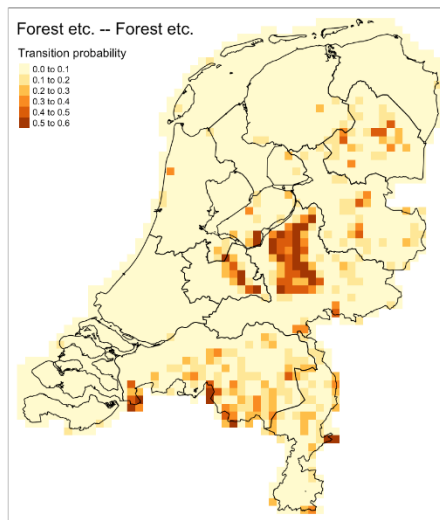 Forest etc. -- Forest etc.
Transition probability
0.0 to 0.1
0.1 to 0.2
0.2 to 0.3
0.3 to 0.4
0.4 to 0.5
0.5 to 0.6